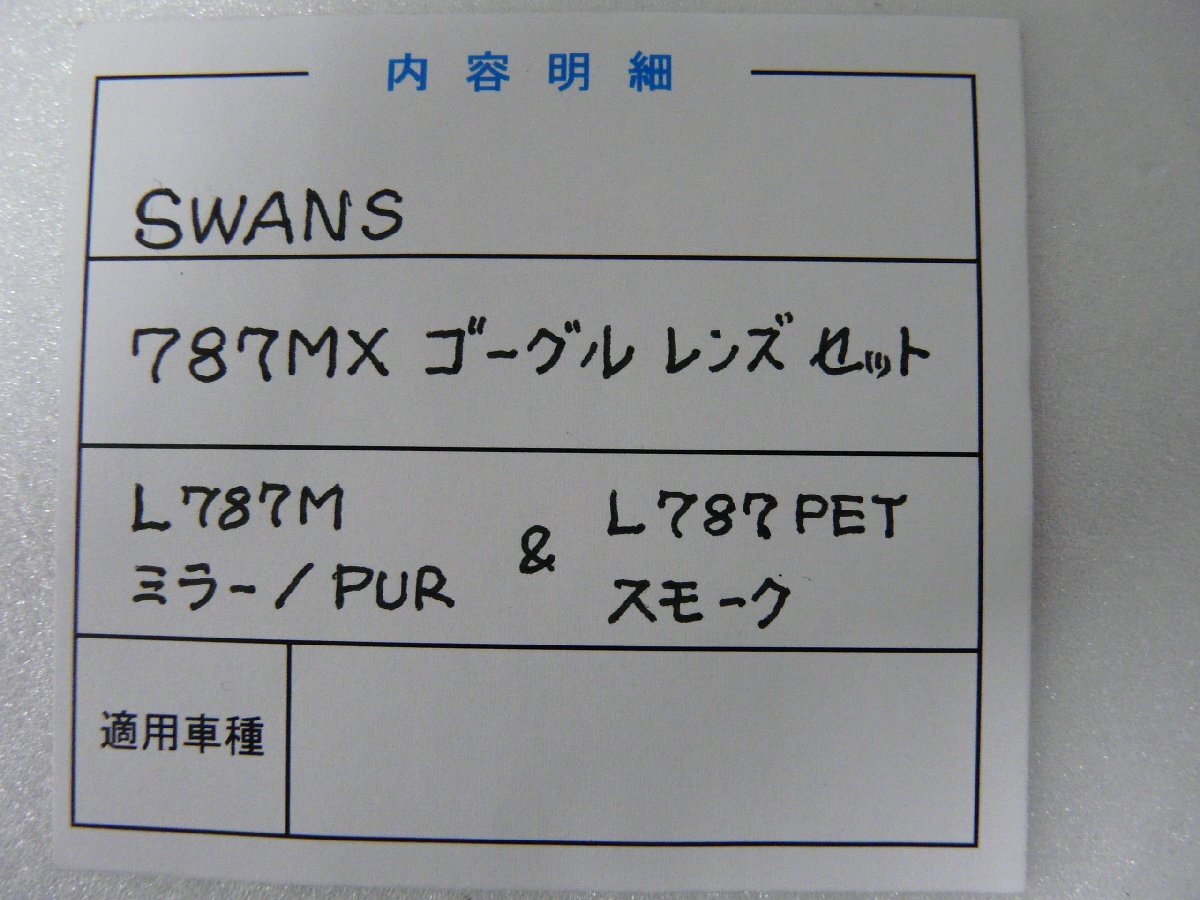 内容明細
SWANS
787MX ゴーグル レンズ セット
L787M & L787PET
ミラー/PUR スモーク
適用車種